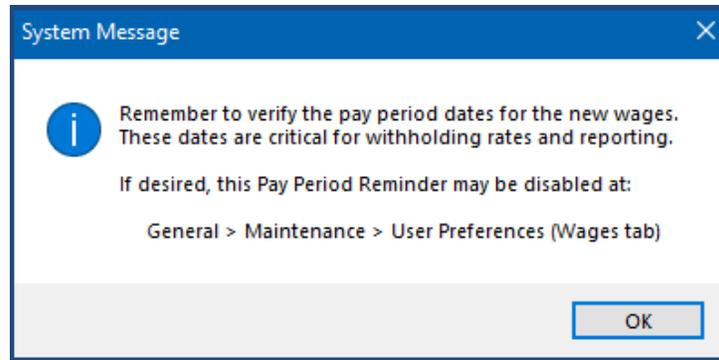 System Message
Remember to verify the pay period dates for the new wages.
These dates are critical for withholding rates and reporting.
If desired, this Pay Period Reminder may be disabled at:
General > Maintenance > User Preferences (Wages tab)
OK